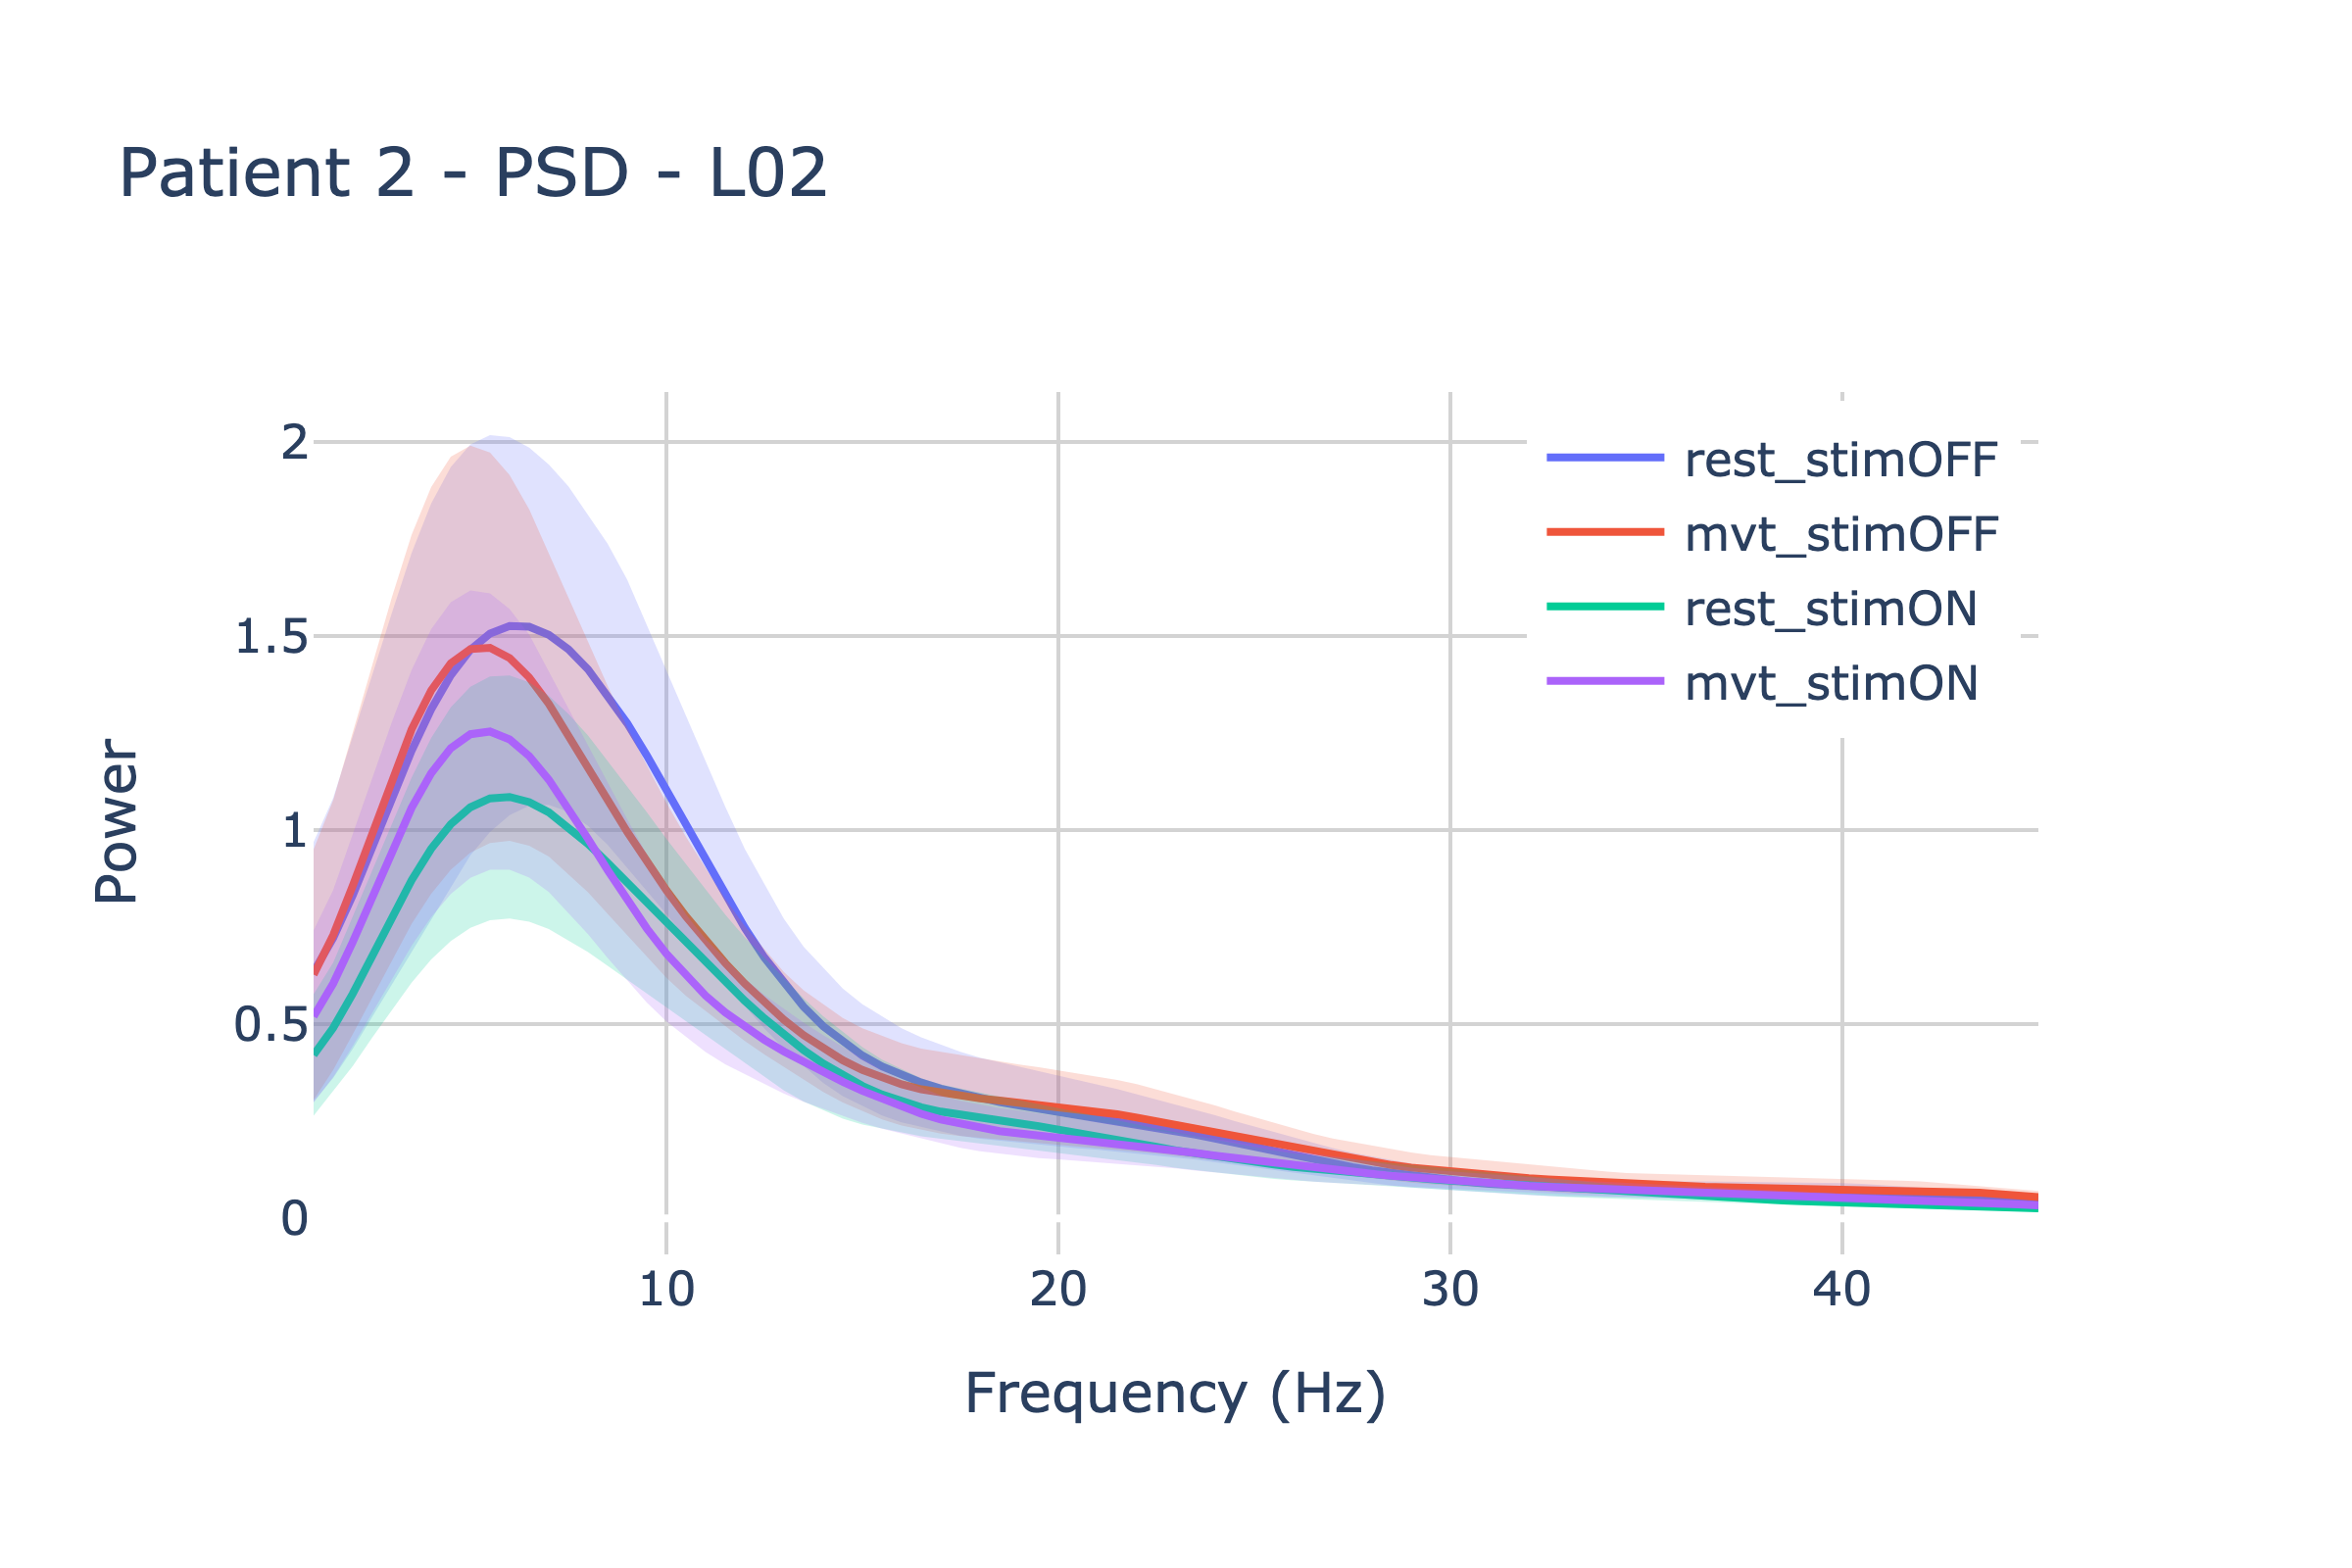 Patient 2 - PSD - L02
rest_stimOFF
mvt_stimOFF
rest_stimON
mvt_stimON
Power
2
1.5
1
0.5
0
10
20
30
40
Frequency (Hz)